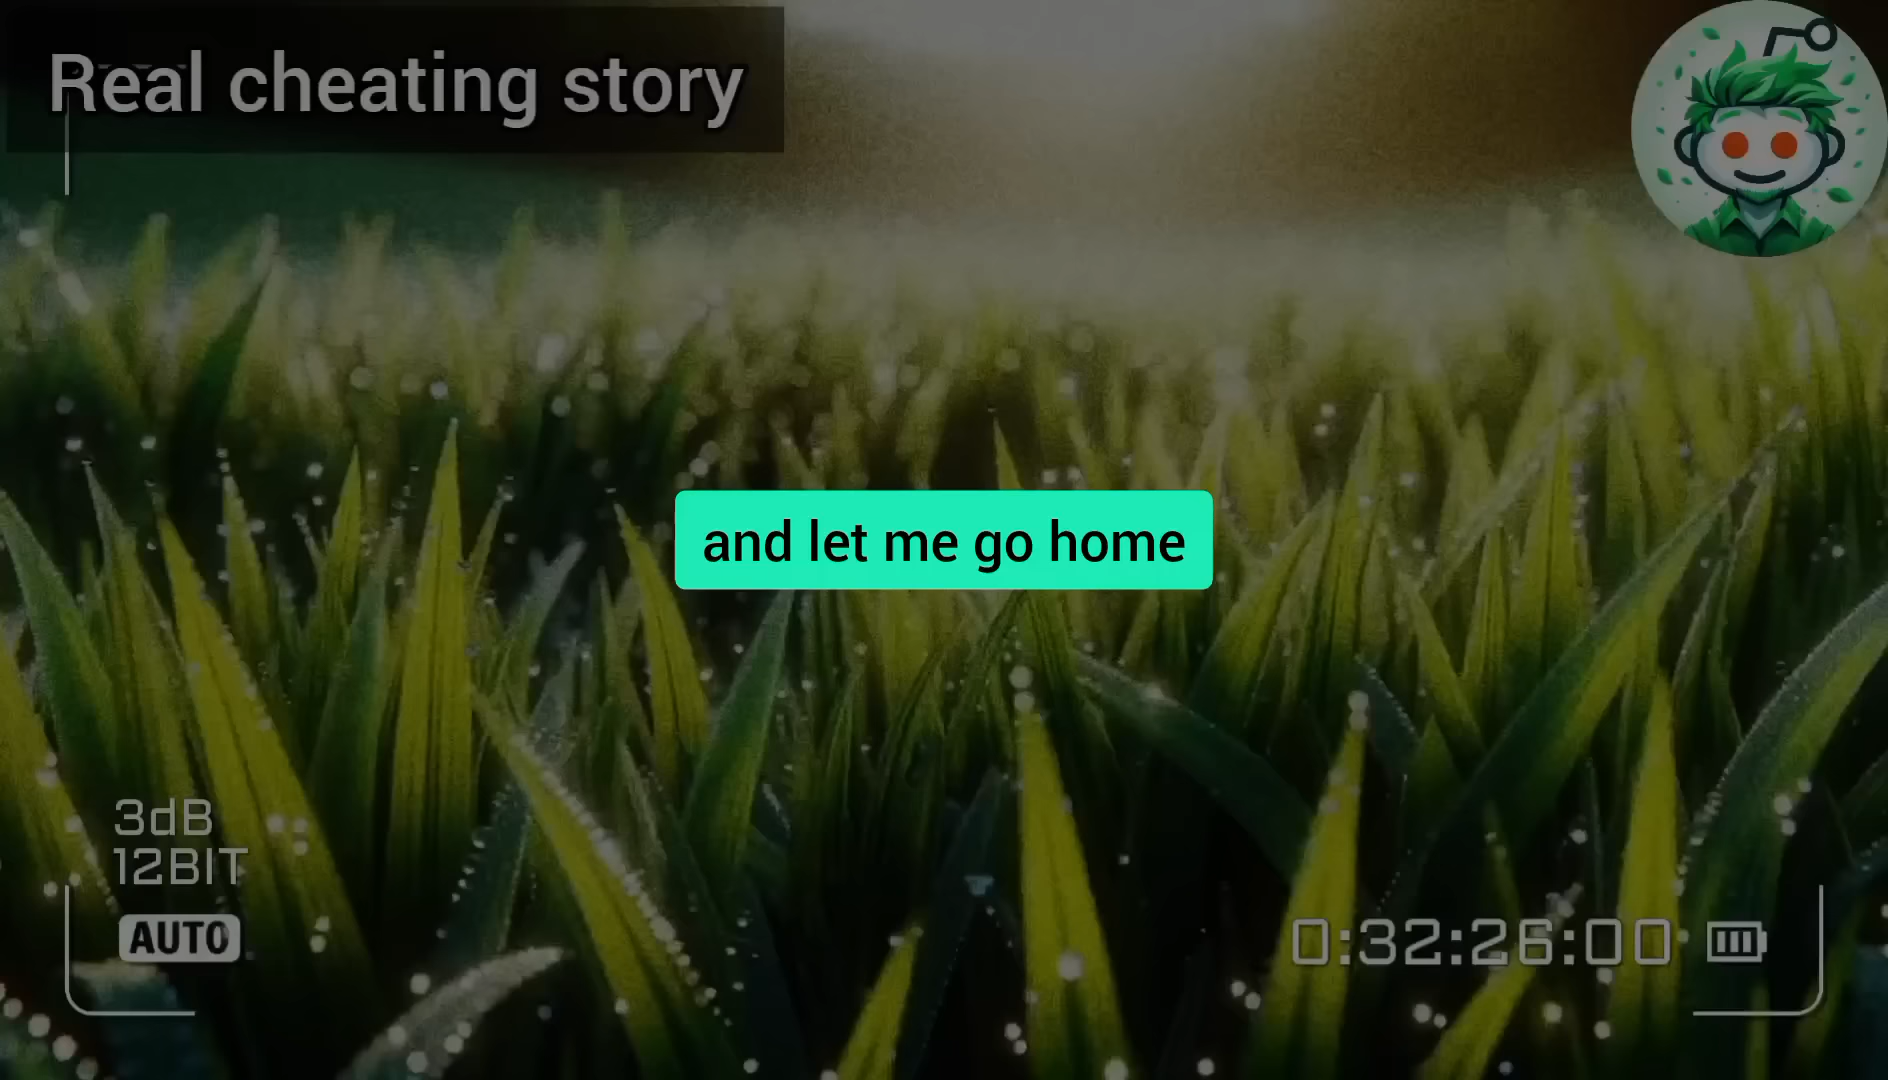 Real cheating story
and let me go home
3dB
12BIT
AUTO
0:32:26:00